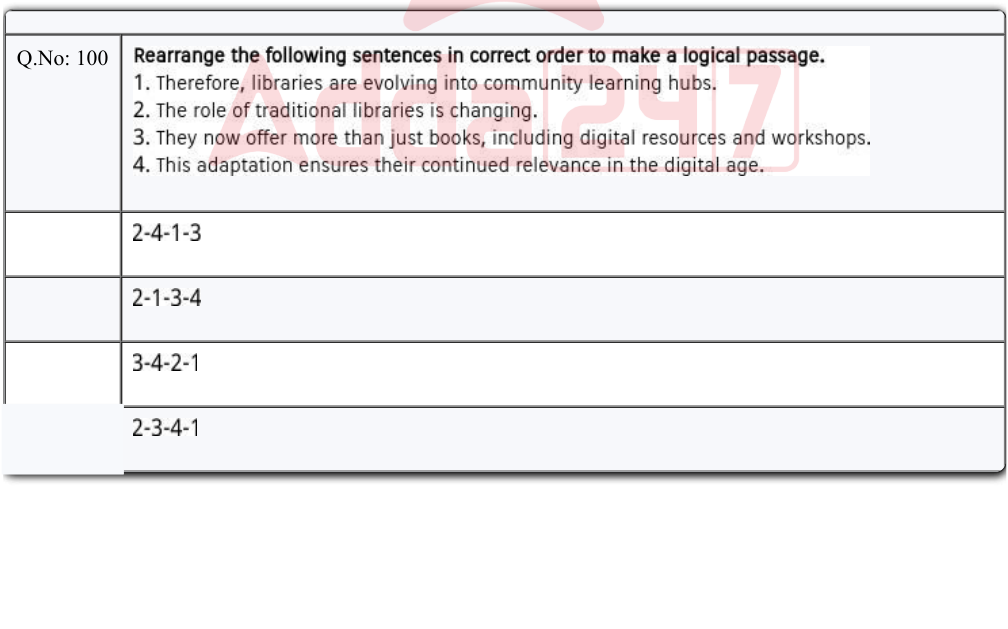 Q.No: 100
Rearrange the following sentences in correct order to make a logical passage.
1. Therefore, libraries are evolving into community learning hubs.
2. The role of traditional libraries is changing.
3. They now offer more than just books, including digital resources and workshops.
4. This adaptation ensures their continued relevance in the digital age.
Adda247
2-4-1-3
2-1-3-4
3-4-2-1
2-3-4-1